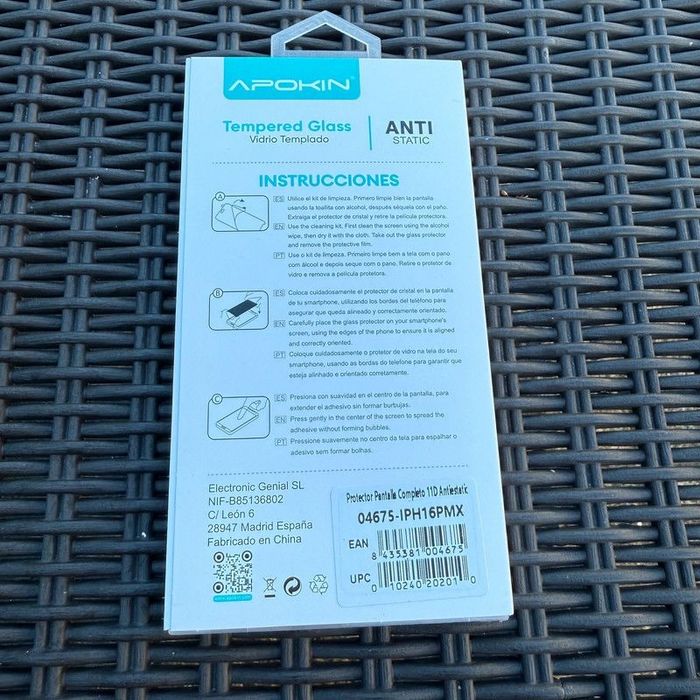 APOKIN
Tempered Glass
Vidrio Templado
ANTI
STATIC
INSTRUCCIONES
A
ES Utilice el kit de limpieza. Primero limpie bien la pantalla
usando la toallita con alcohol, después séquela con el paño.
Extraiga el protector de cristal y retire la película protectora.
EN Use the cleaning kit. First clean the screen using the alcohol
wipe, then dry it with the cloth. Take out the glass protector
and remove the protective film.
PT Use o kit de limpeza. Primeiro limpe bem a tela com o pano
com álcool e depois seque com o pano. Retire o protetor de
vidro e remova a película protetora.
B
ES Coloca cuidadosamente el protector de cristal en la pantalla
de tu smartphone, utilizando los bordes del teléfono para
asegurar que queda alineado y correctamente orientado.
EN Carefully place the glass protector on your smartphone's
screen, using the edges of the phone to ensure it is aligned
and correctly oriented.
PT Coloque cuidadosamente o protetor de vidro na tela do seu
smartphone, usando as bordas do telefone para garantir que
esteja alinhado e orientado corretamente.
C
ES Presiona con suavidad en el centro de la pantalla, para
extender el adhesivo sin formar burbujas.
EN Press gently in the center of the screen to spread the
adhesive without forming bubbles.
PT Pressione suavemente no centro da tela para espalhar o
adesivo sem formar bolhas.
Electronic Genial SL
NIF-B85136802
C/ León 6
28947 Madrid España
Fabricado en China
www.apokin.com
Protector Pantalla Completo 11D Antiestatic
04675-IPH16PMX
EAN
8 433381 004675
UPC
0 10240 20201 0